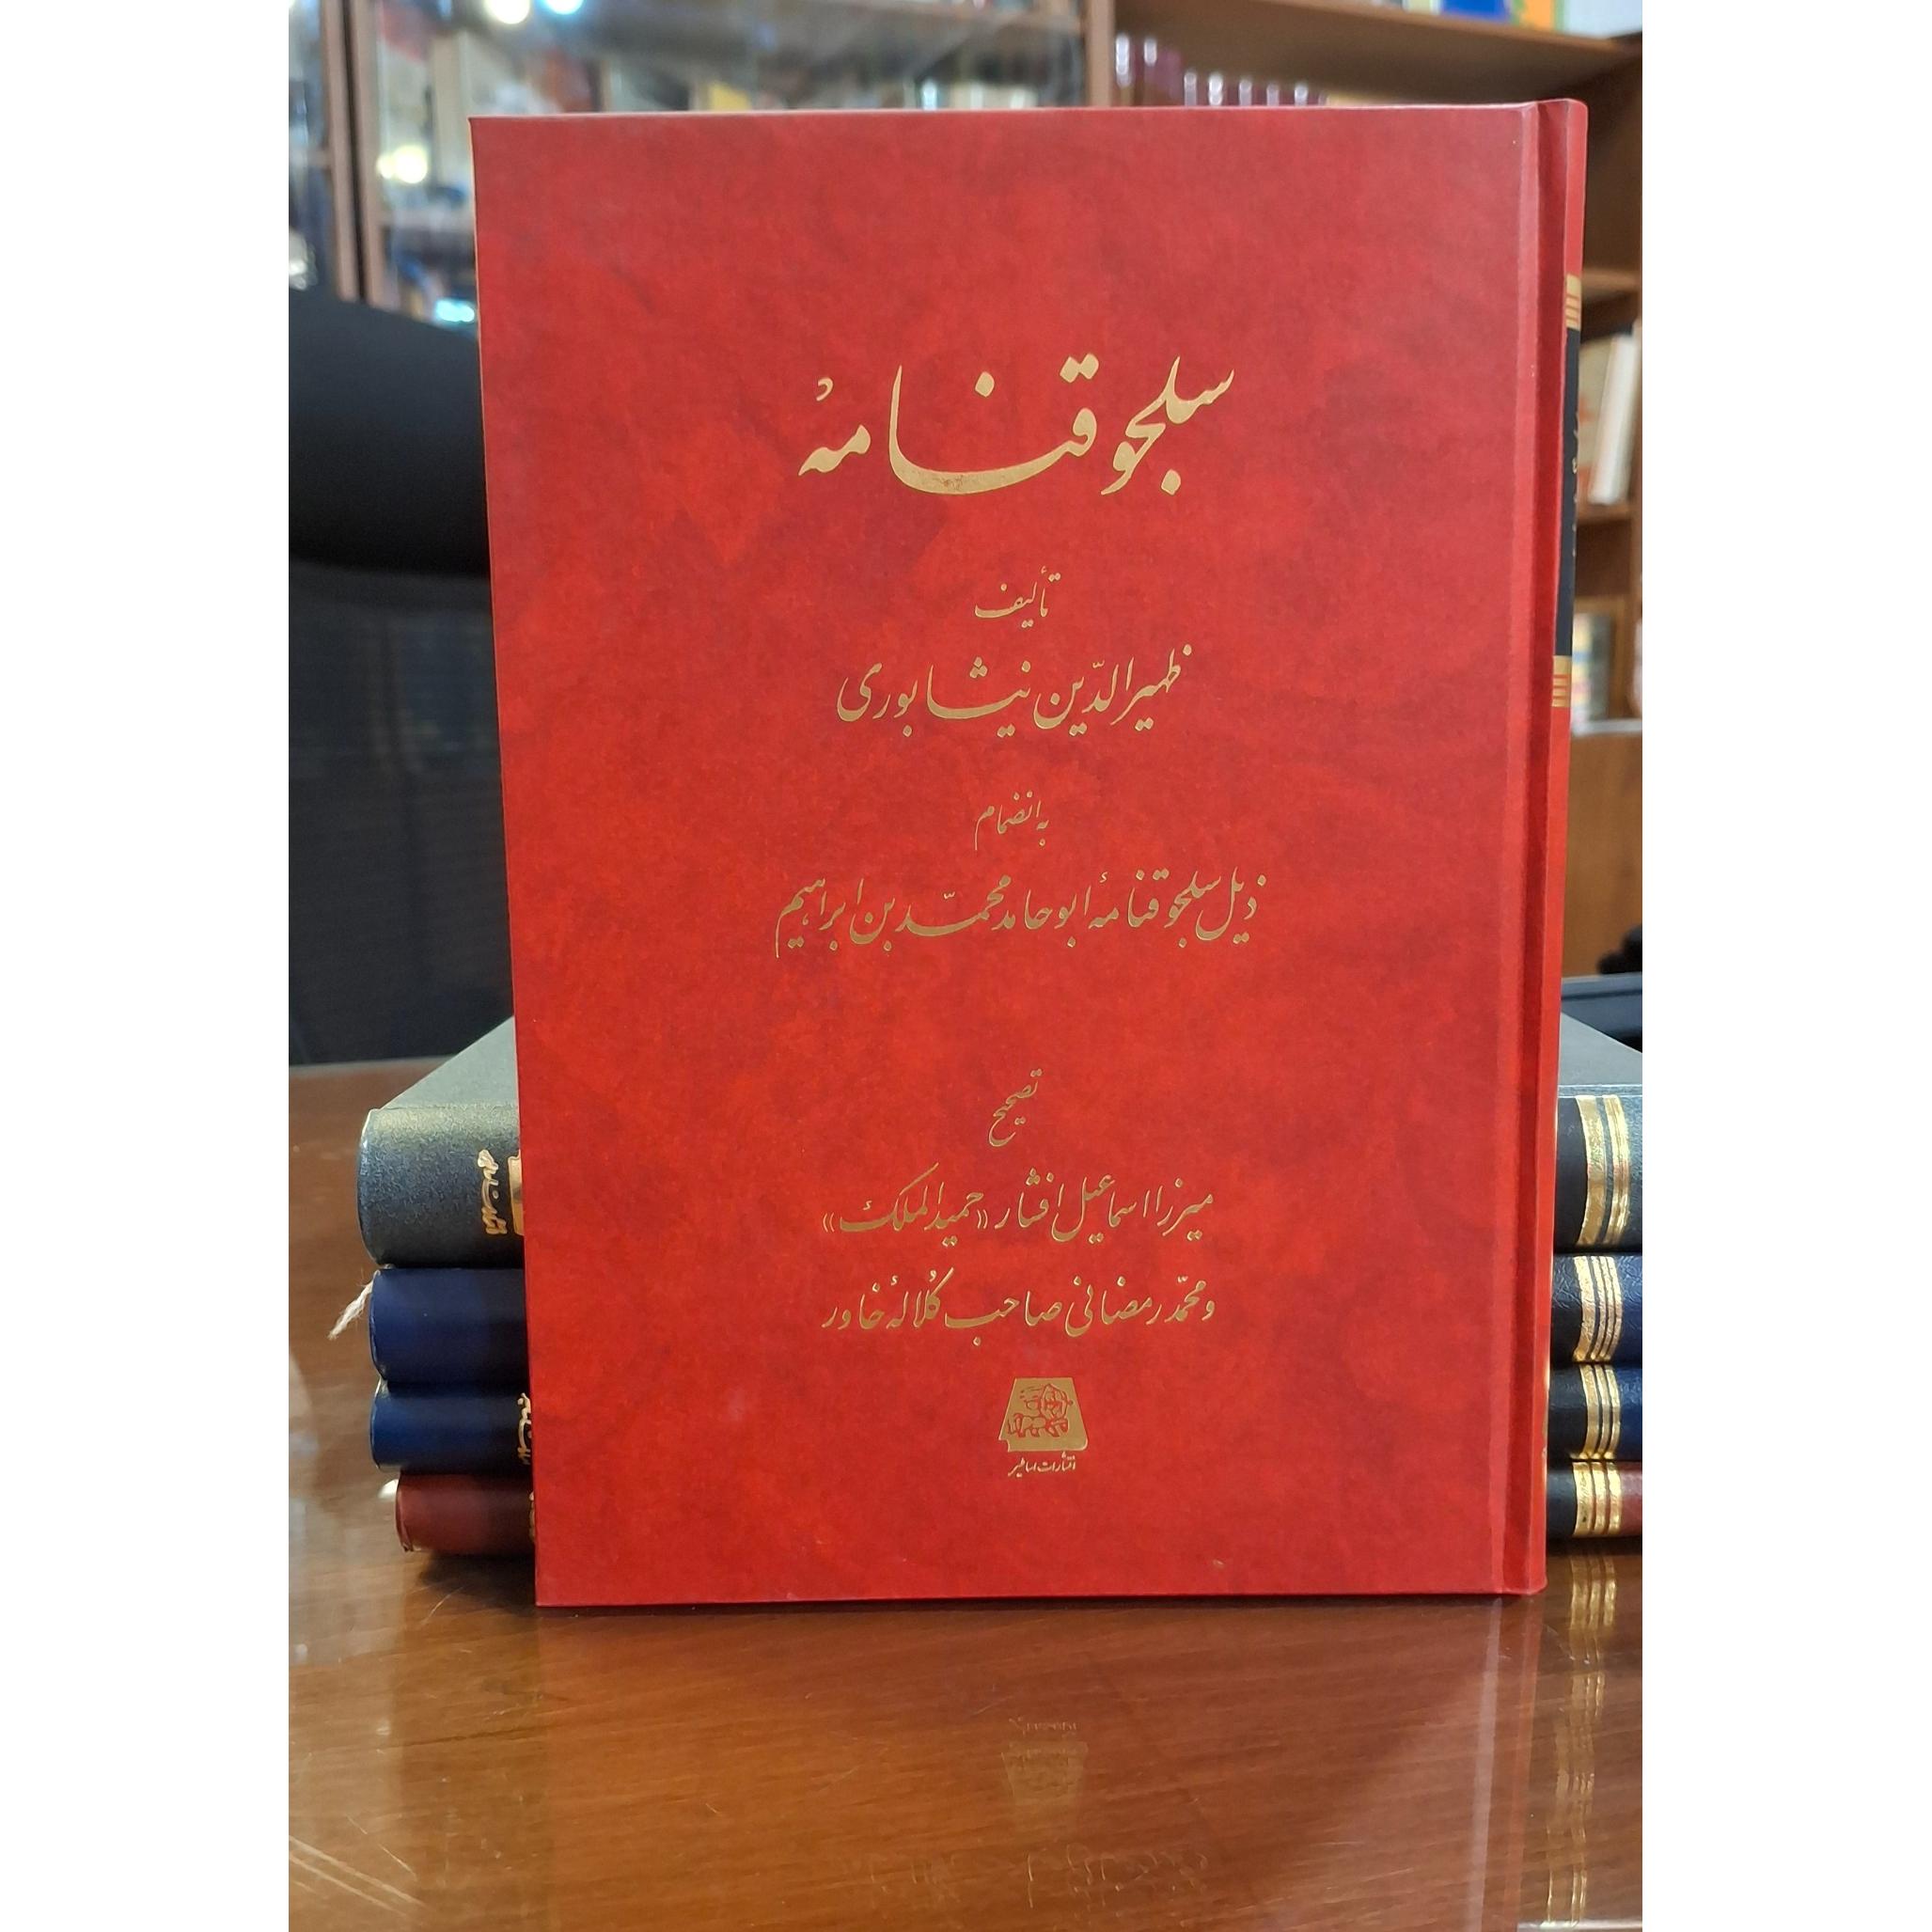 سلجوقنامهٔ
تألیف
ظهیرالدّین نیشابوری
به انضمام
ذیل سلجوقنامهٔ ابوحامد محمّد بن ابراهیم
تصحیح
میرزا اسماعیل افشار «حمیدالملک»
و محمّد رمضانی صاحب کُلالهٔ خاور
انتشارات اساطیر